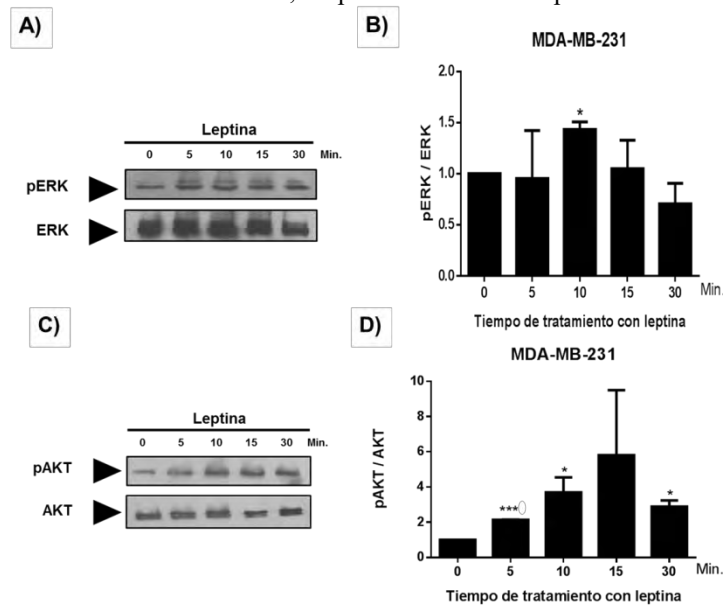 A)
Leptina
0 5 10 15 30 Min.
pERK
ERK
B)
MDA-MB-231
2.0
1.5
1.0
0.5
0.0
pERK / ERK
*
0 5 10 15 30 Min.
Tiempo de tratamiento con leptina
C)
Leptina
0 5 10 15 30 Min.
pAKT
AKT
D)
MDA-MB-231
10
8
6
4
2
0
pAKT / AKT
***
*
*
0 5 10 15 30 Min.
Tiempo de tratamiento con leptina